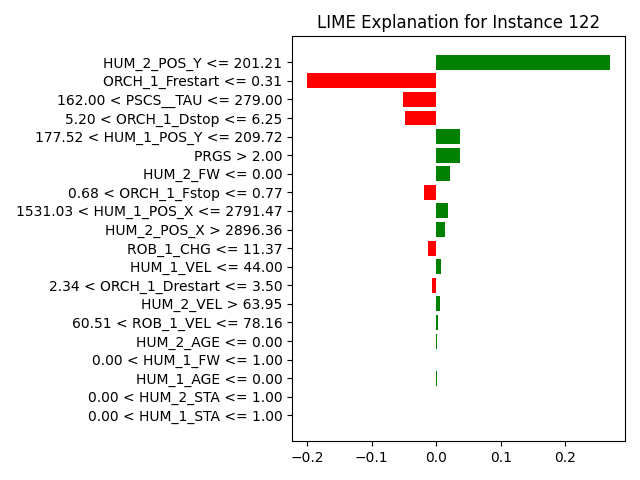 LIME Explanation for Instance 122
HUM_2_POS_Y <= 201.21
ORCH_1_Frestart <= 0.31
162.00 < PSCS__TAU <= 279.00
5.20 < ORCH_1_Dstop <= 6.25
177.52 < HUM_1_POS_Y <= 209.72
PRGS > 2.00
HUM_2_FW <= 0.00
0.68 < ORCH_1_Fstop <= 0.77
1531.03 < HUM_1_POS_X <= 2791.47
HUM_2_POS_X > 2896.36
ROB_1_CHG <= 11.37
HUM_1_VEL <= 44.00
2.34 < ORCH_1_Drestart <= 3.50
HUM_2_VEL > 63.95
60.51 < ROB_1_VEL <= 78.16
HUM_2_AGE <= 0.00
0.00 < HUM_1_FW <= 1.00
HUM_1_AGE <= 0.00
0.00 < HUM_2_STA <= 1.00
0.00 < HUM_1_STA <= 1.00
−0.2 −0.1 0.0 0.1 0.2